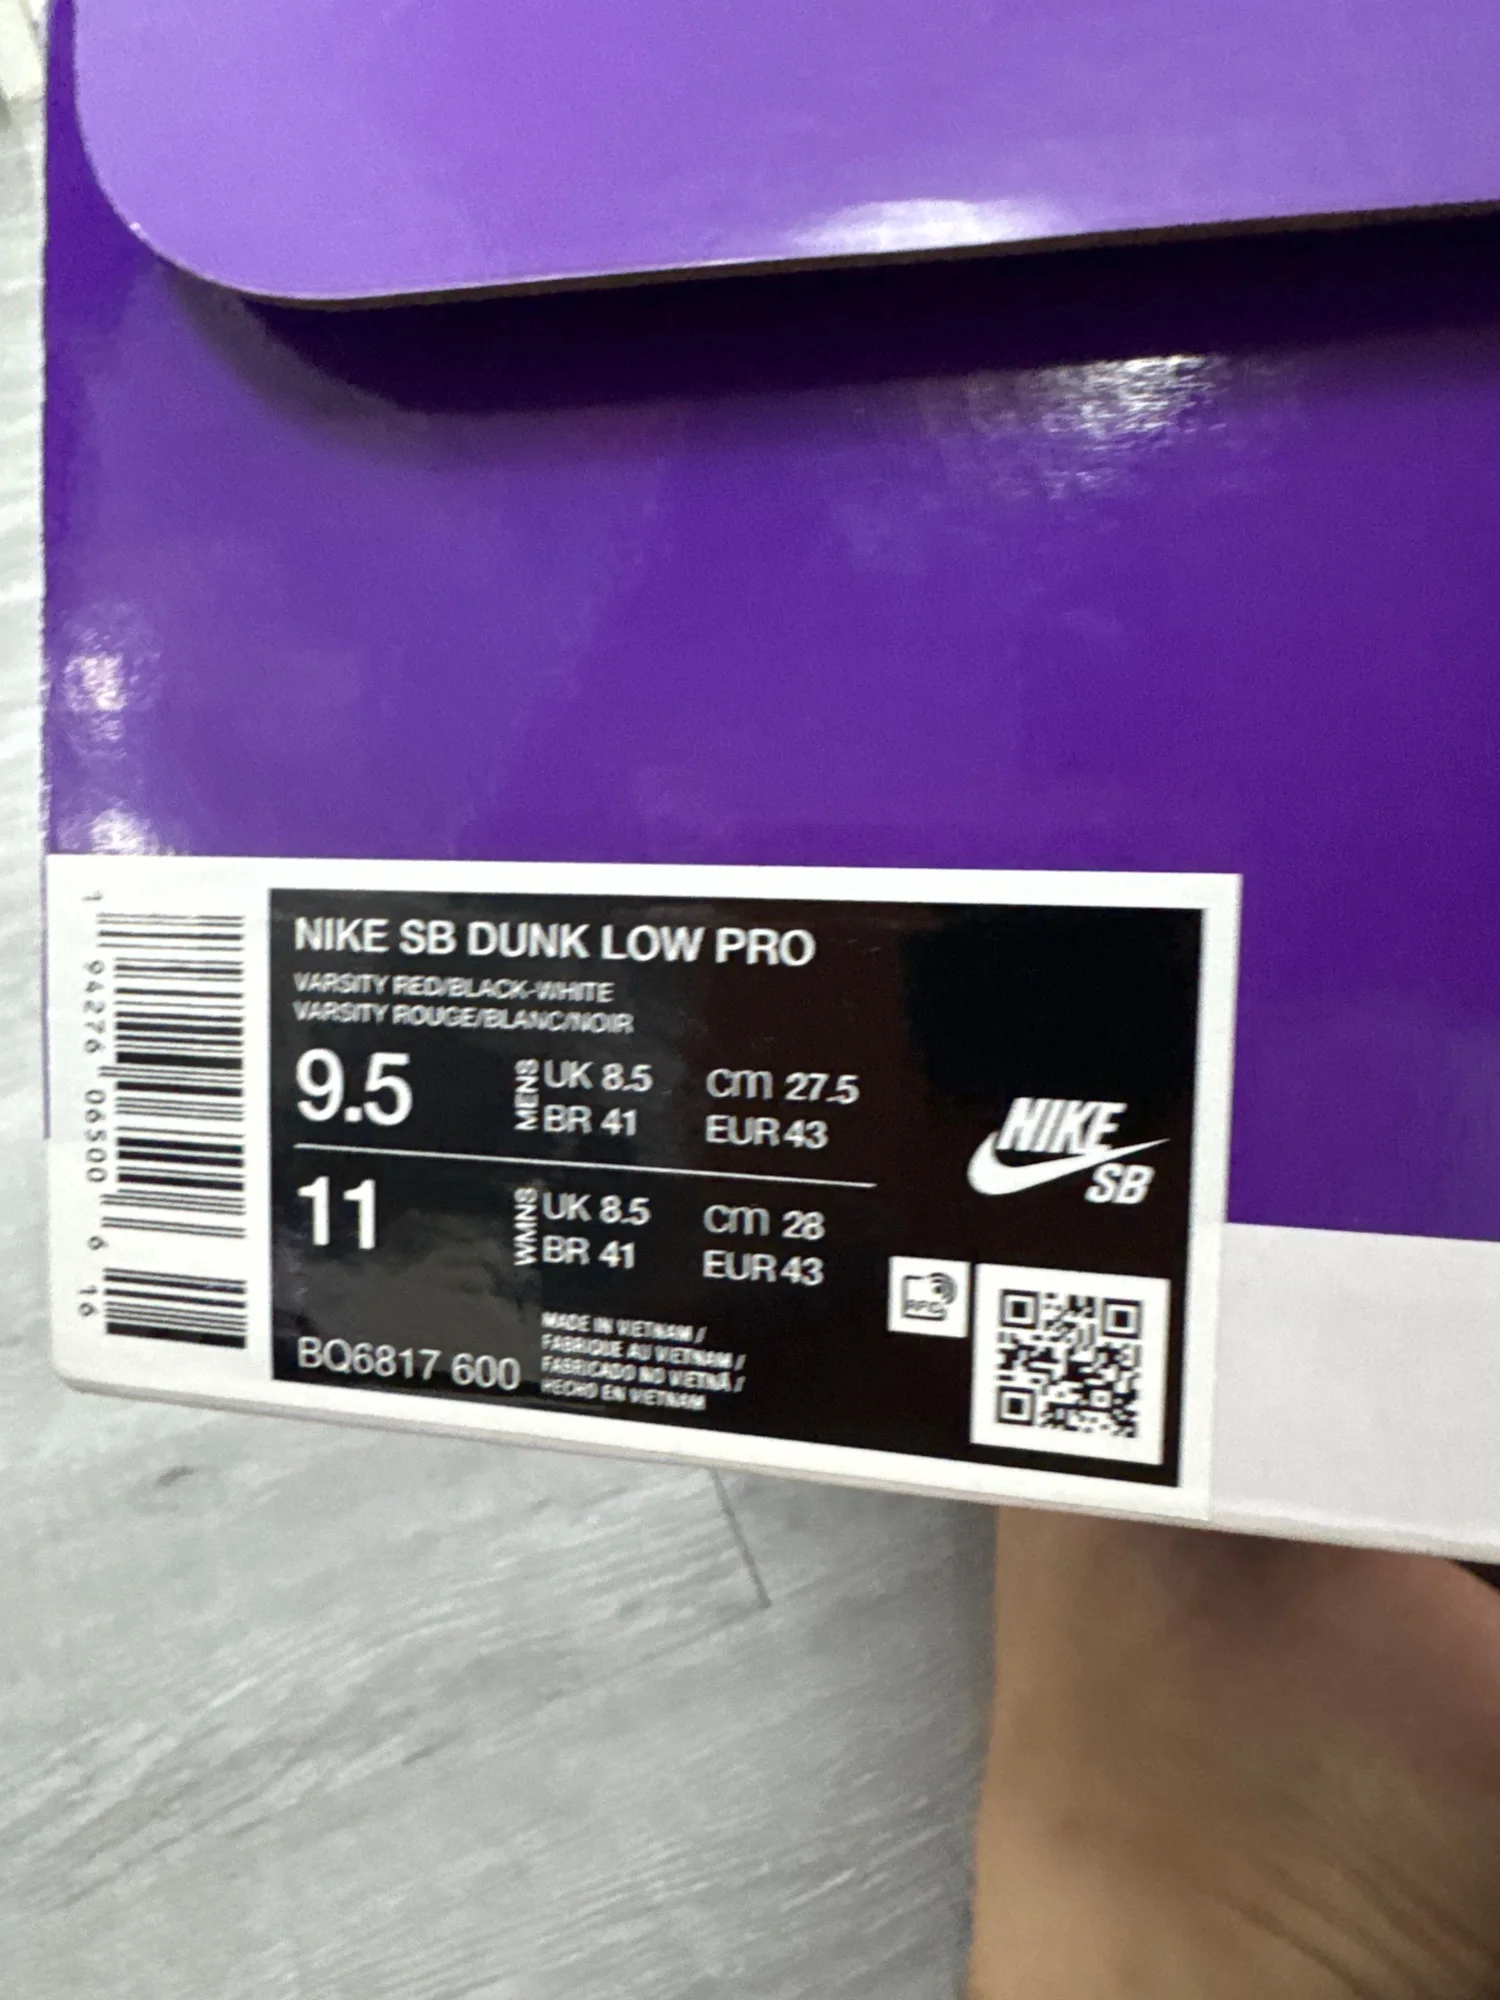 NIKE SB DUNK LOW PRO
VARSITY RED/BLACK-WHITE
VARSITY ROUGE/BLANC/NOIR
9.5 MENS UK 8.5 cm 27.5
BR 41 EUR 43
11 WMNS UK 8.5 cm 28
BR 41 EUR 43
BQ6817 600
MADE IN VIETNAM /
FABRIQUE AU VIETNAM /
FABRICADO NO VIETNÃ /
HECHO EN VIETNAM
NIKE
SB
RFID
1 94276 06500 6 16